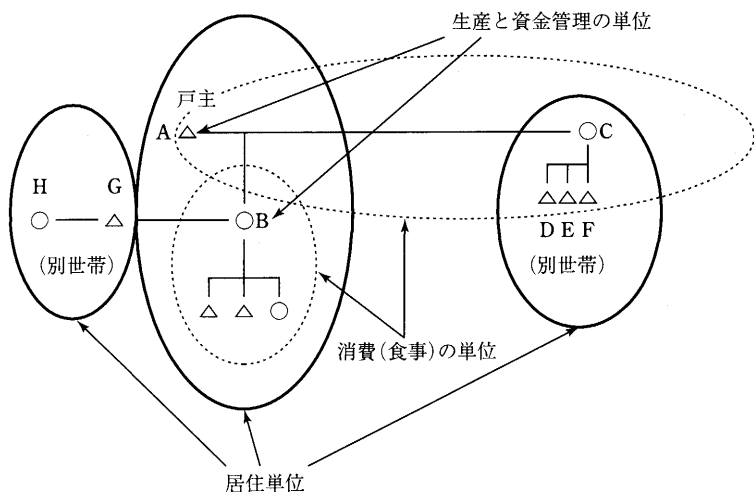 生産と資金管理の単位
戸主
A
C
H
G
B
D E F
(別世帯)
(別世帯)
消費(食事)の単位
居住単位